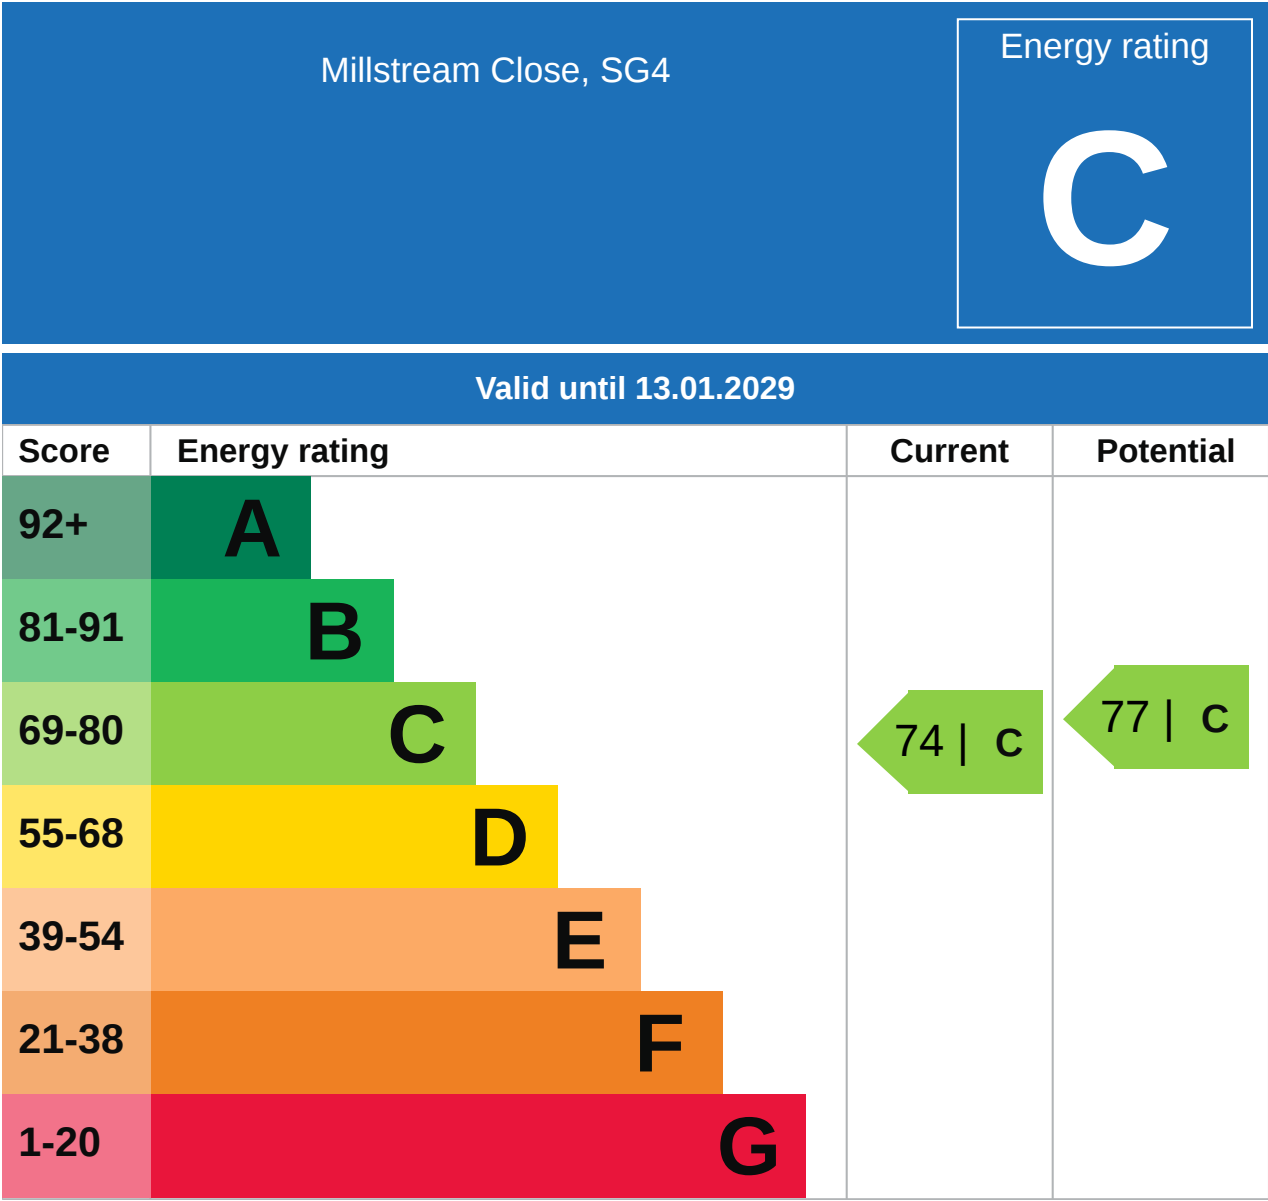 Millstream Close, SG4
Energy rating
C
Valid until 13.01.2029
Score Energy rating Current Potential
92+ A
81-91 B
69-80 C
74 | C
77 | C
55-68 D
39-54 E
21-38 F
1-20 G